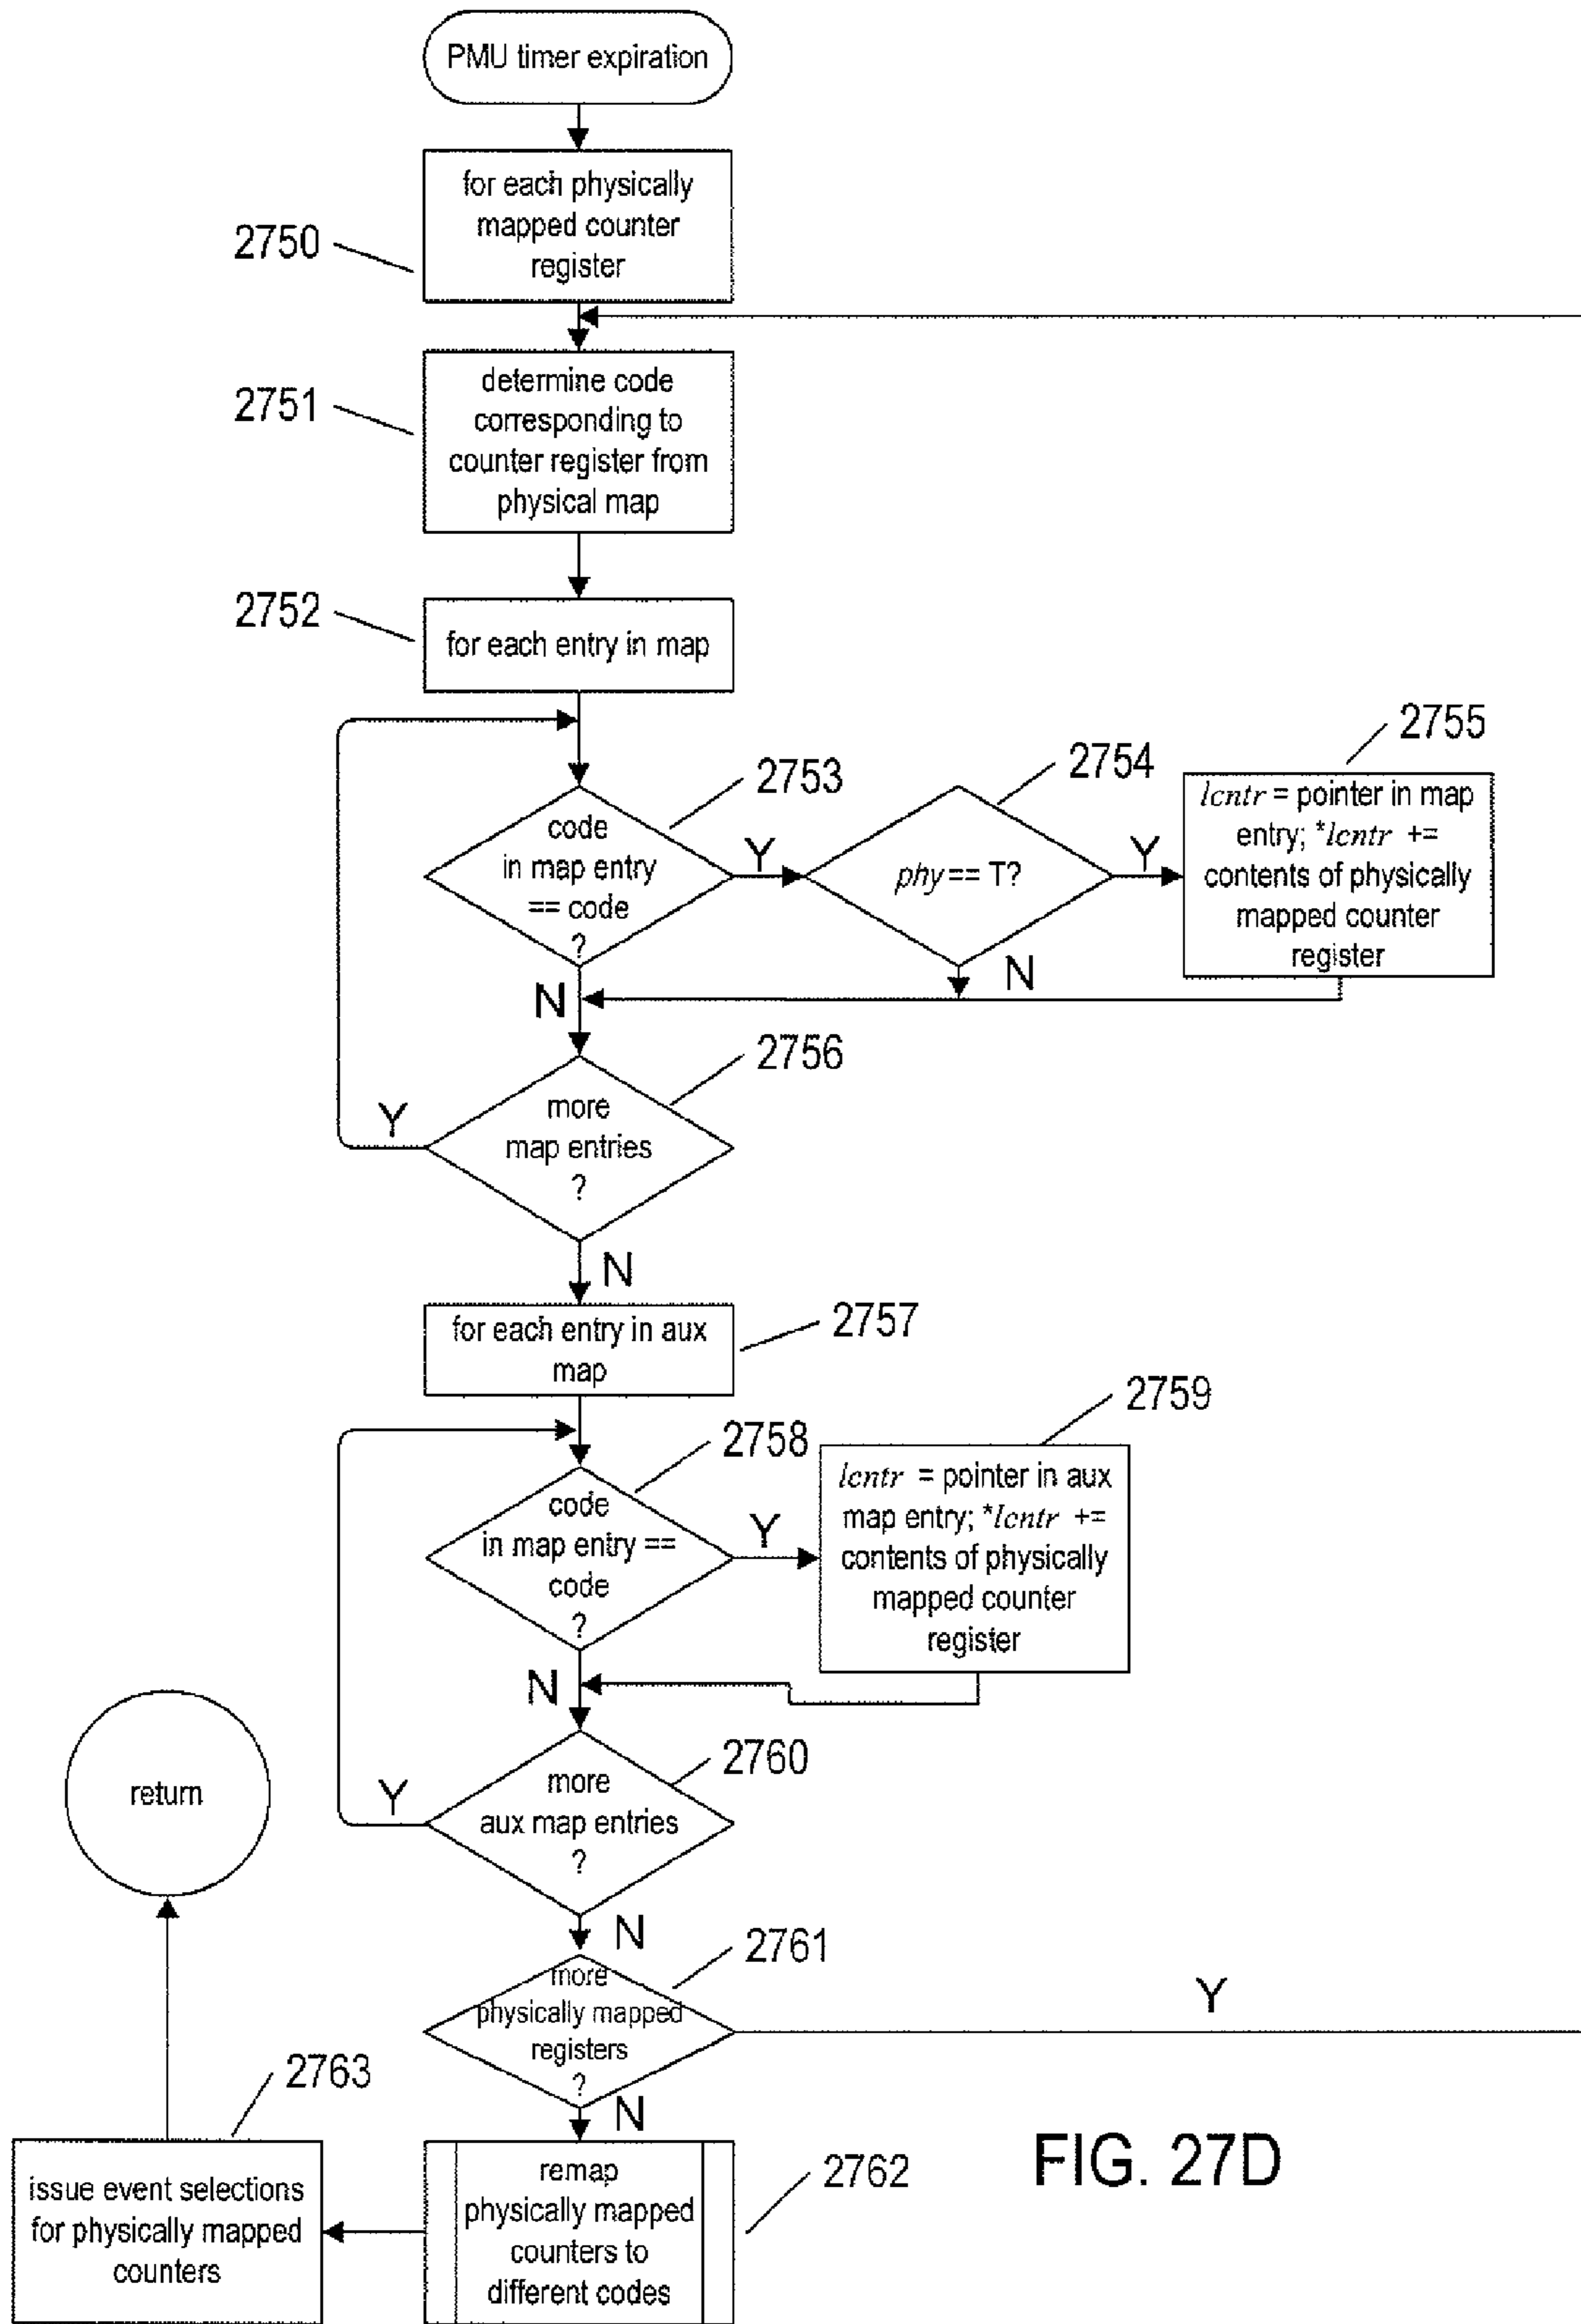 PMU timer expiration
for each physically
mapped counter
register
2750
determine code
corresponding to
counter register from
physical map
2751
2752
for each entry in map
2753
2754
2755
code
in map entry
== code
?
Y
phy == T?
Y
lcntr = pointer in map
entry; *lcntr +=
contents of physically
mapped counter
register
N
N
2756
more
map entries
?
Y
N
for each entry in aux
map
2757
2758
2759
code
in map entry ==
code
?
Y
lcntr = pointer in aux
map entry; *lcntr +=
contents of physically
mapped counter
register
N
2760
more
aux map entries
?
Y
return
N
2761
more
physically mapped
registers
?
Y
N
2763
issue event selections
for physically mapped
counters
remap
physically mapped
counters to
different codes
2762
FIG. 27D